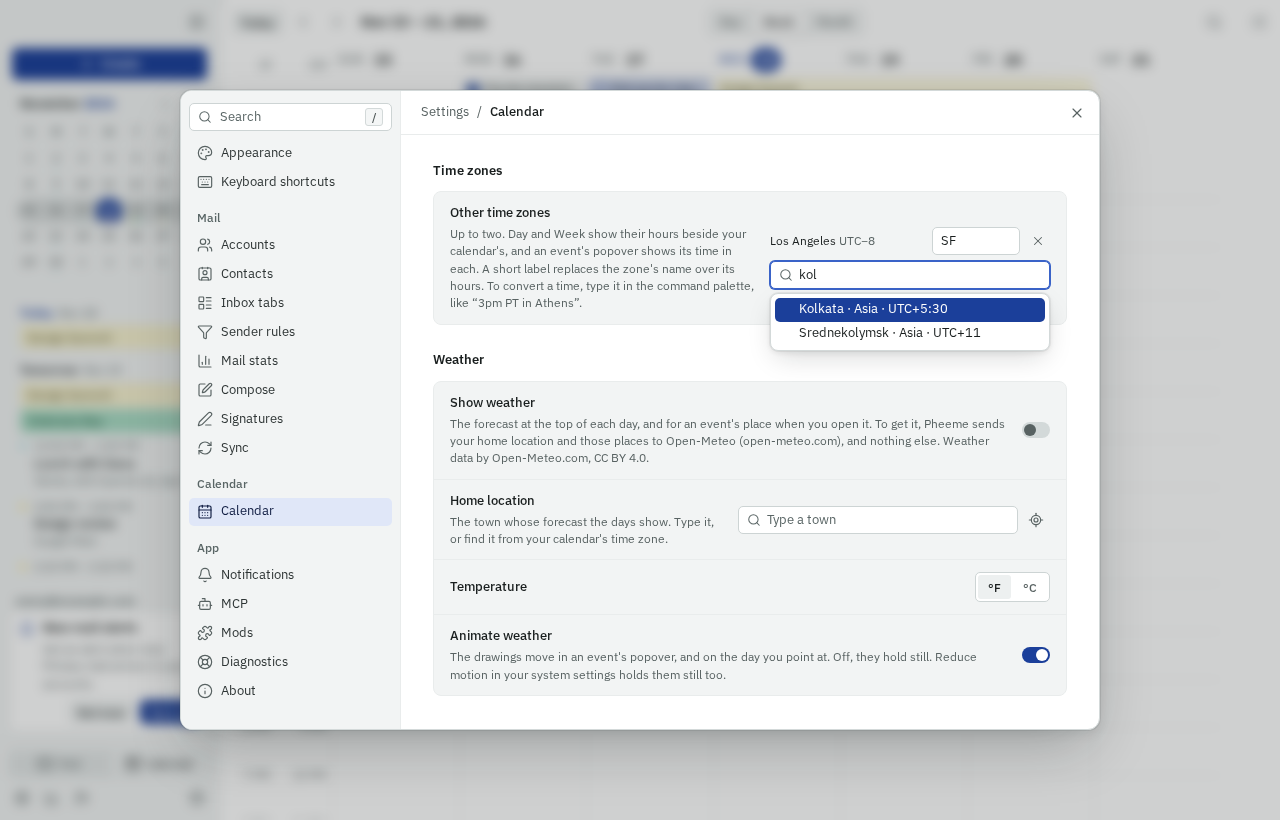 Search
/
Appearance
Keyboard shortcuts
Mail
Accounts
Contacts
Inbox tabs
Sender rules
Mail stats
Compose
Signatures
Sync
Calendar
Calendar
App
Notifications
MCP
Mods
Diagnostics
About
Settings / Calendar
Time zones
Other time zones
Up to two. Day and Week show their hours beside your
calendar's, and an event's popover shows its time in
each. A short label replaces the zone's name over its
hours. To convert a time, type it in the command palette,
like “3pm PT in Athens”.
Los Angeles UTC−8
SF
kol
Kolkata · Asia · UTC+5:30
Srednekolymsk · Asia · UTC+11
Weather
Show weather
The forecast at the top of each day, and for an event's place when you open it. To get it, Pheeme sends
your home location and those places to Open-Meteo (open-meteo.com), and nothing else. Weather
data by Open-Meteo.com, CC BY 4.0.
Home location
The town whose forecast the days show. Type it,
or find it from your calendar's time zone.
Type a town
Temperature
°F
°C
Animate weather
The drawings move in an event's popover, and on the day you point at. Off, they hold still. Reduce
motion in your system settings holds them still too.